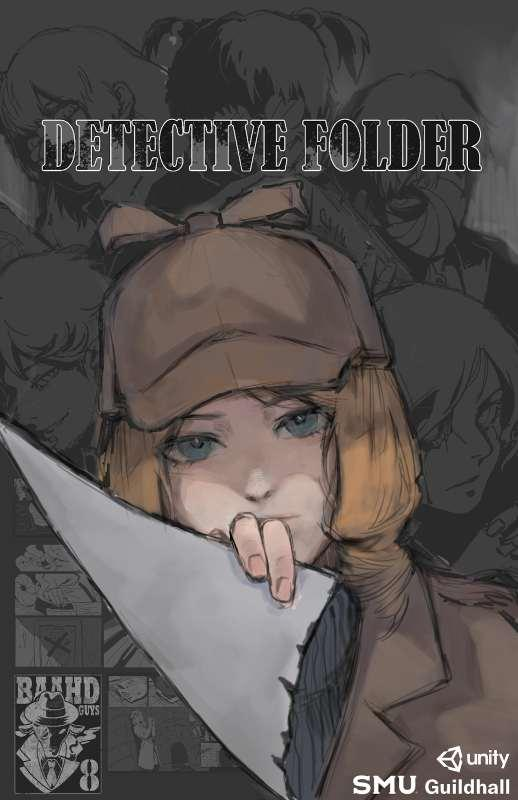 DETECTIVE FOLDER
BAAHD
GUYS
8
unity
SMU Guildhall